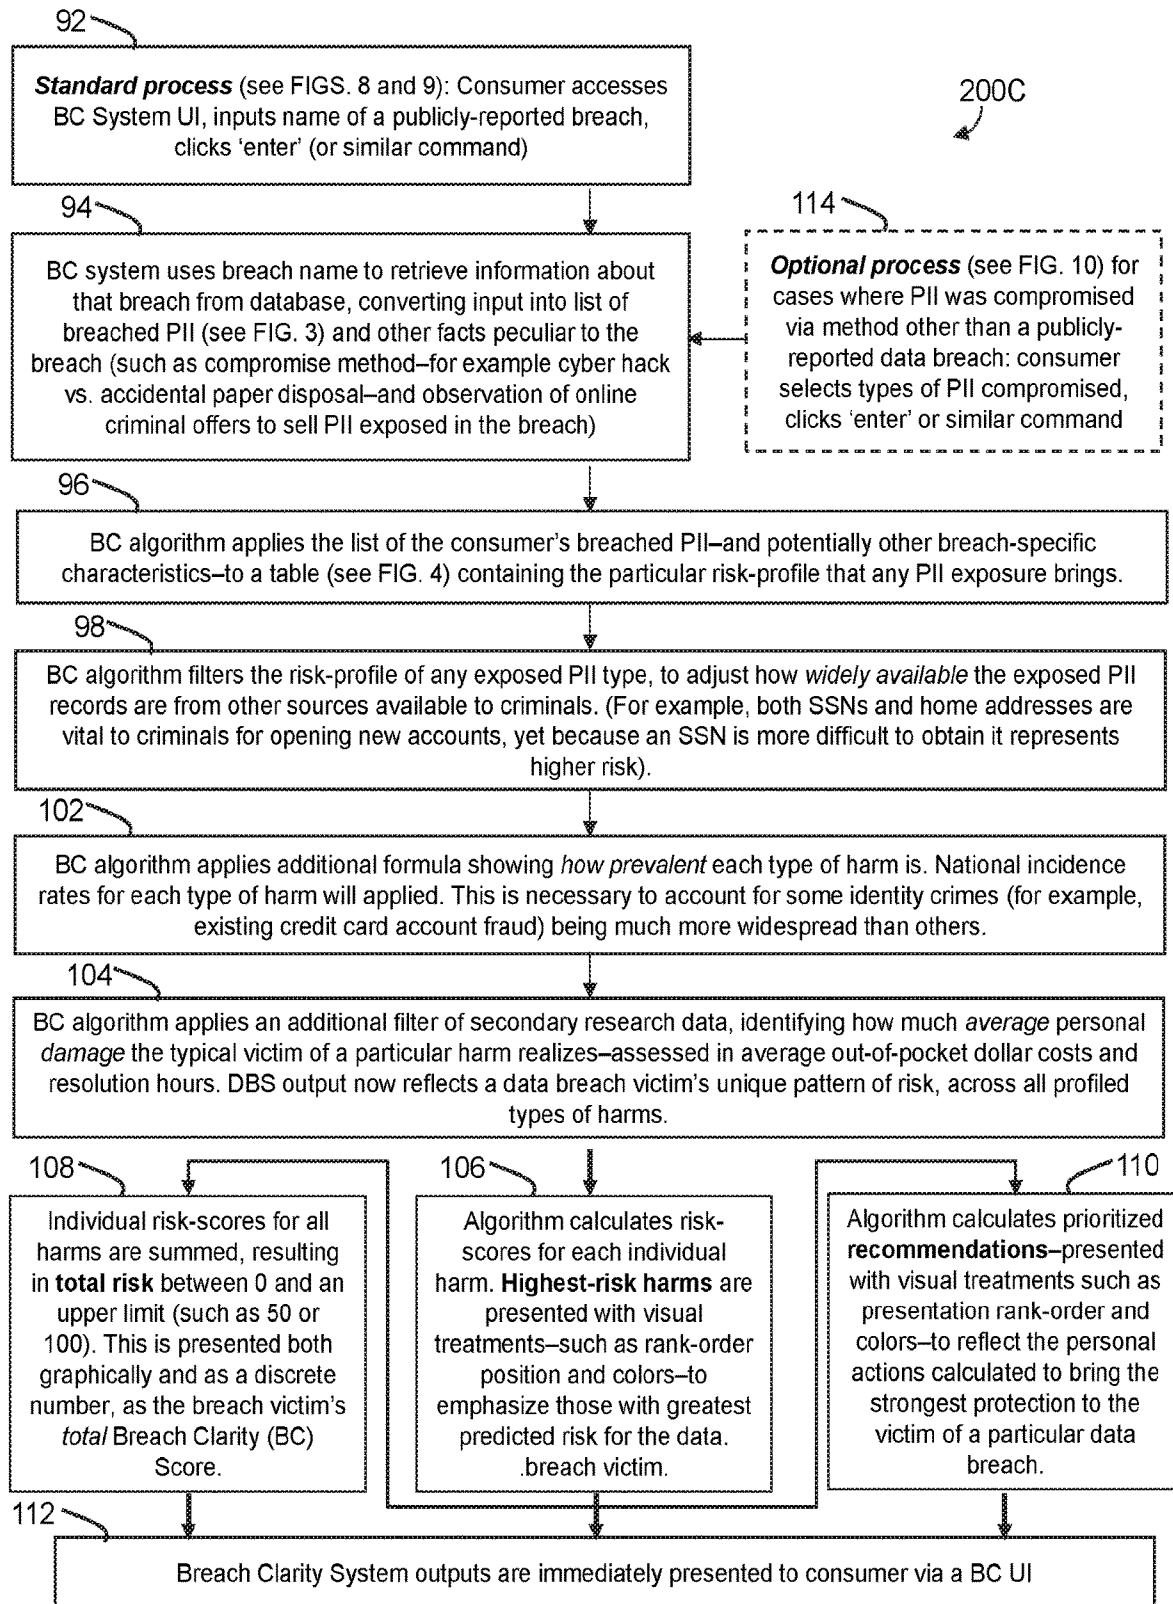 92
Standard process (see FIGS. 8 and 9): Consumer accesses
BC System UI, inputs name of a publicly-reported breach,
clicks ‘enter’ (or similar command)
200C
94
BC system uses breach name to retrieve information about
that breach from database, converting input into list of
breached PII (see FIG. 3) and other facts peculiar to the
breach (such as compromise method–for example cyber hack
vs. accidental paper disposal–and observation of online
criminal offers to sell PII exposed in the breach)
114
Optional process (see FIG. 10) for
cases where PII was compromised
via method other than a publicly-
reported data breach: consumer
selects types of PII compromised,
clicks ‘enter’ or similar command
96
BC algorithm applies the list of the consumer’s breached PII–and potentially other breach-specific
characteristics–to a table (see FIG. 4) containing the particular risk-profile that any PII exposure brings.
98
BC algorithm filters the risk-profile of any exposed PII type, to adjust how widely available the exposed PII
records are from other sources available to criminals. (For example, both SSNs and home addresses are
vital to criminals for opening new accounts, yet because an SSN is more difficult to obtain it represents
higher risk).
102
BC algorithm applies additional formula showing how prevalent each type of harm is. National incidence
rates for each type of harm will applied. This is necessary to account for some identity crimes (for example,
existing credit card account fraud) being much more widespread than others.
104
BC algorithm applies an additional filter of secondary research data, identifying how much average personal
damage the typical victim of a particular harm realizes–assessed in average out-of-pocket dollar costs and
resolution hours. DBS output now reflects a data breach victim’s unique pattern of risk, across all profiled
types of harms.
108
Individual risk-scores for all
harms are summed, resulting
in total risk between 0 and an
upper limit (such as 50 or
100). This is presented both
graphically and as a discrete
number, as the breach victim’s
total Breach Clarity (BC)
Score.
106
Algorithm calculates risk-
scores for each individual
harm. Highest-risk harms are
presented with visual
treatments–such as rank-order
position and colors–to
emphasize those with greatest
predicted risk for the data.
.breach victim.
110
Algorithm calculates prioritized
recommendations–presented
with visual treatments such as
presentation rank-order and
colors–to reflect the personal
actions calculated to bring the
strongest protection to the
victim of a particular data
breach.
112
Breach Clarity System outputs are immediately presented to consumer via a BC UI